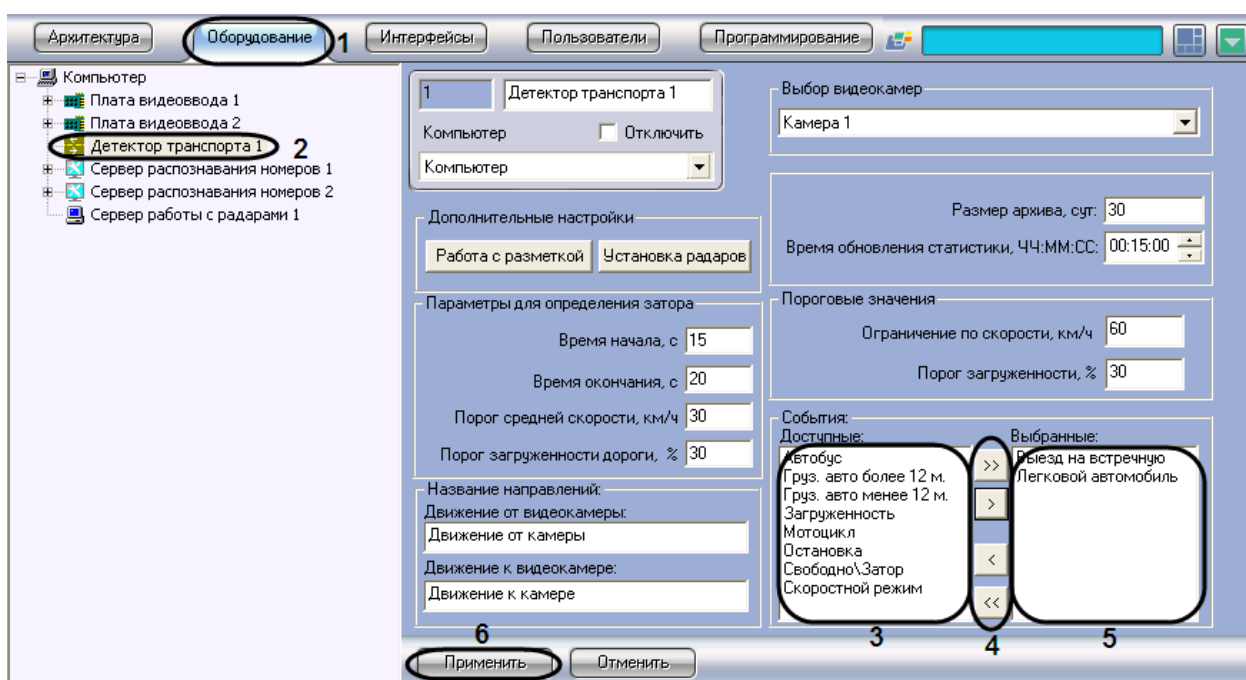 Архитектура Оборудование 1 Интерфейсы Пользователи Программирование
Компьютер
Плата видеоввода 1
Плата видеоввода 2
Детектор транспорта 1 2
Сервер распознавания номеров 1
Сервер распознавания номеров 2
Сервер работы с радарами 1
1 Детектор транспорта 1
Компьютер Отключить
Компьютер
Дополнительные настройки
Работа с разметкой Установка радаров
Параметры для определения затора
Время начала, с 15
Время окончания, с 20
Порог средней скорости, км/ч 30
Порог загруженности дороги, % 30
Название направлений:
Движение от видеокамеры:
Движение от камеры
Движение к видеокамере:
Движение к камере
Выбор видеокамер
Камера 1
Размер архива, сут: 30
Время обновления статистики, ЧЧ:ММ:СС: 00:15:00
Пороговые значения
Ограничение по скорости, км/ч 60
Порог загруженности, % 30
События:
Доступные:
Автобус
Груз. авто более 12 м.
Груз. авто менее 12 м.
Загруженность
Мотоцикл
Остановка
Свободно\Затор
Скоростной режим
>>
>
<
<<
Выбранные:
Выезд на встречную
Легковой автомобиль
3 4 5
6
Применить Отменить